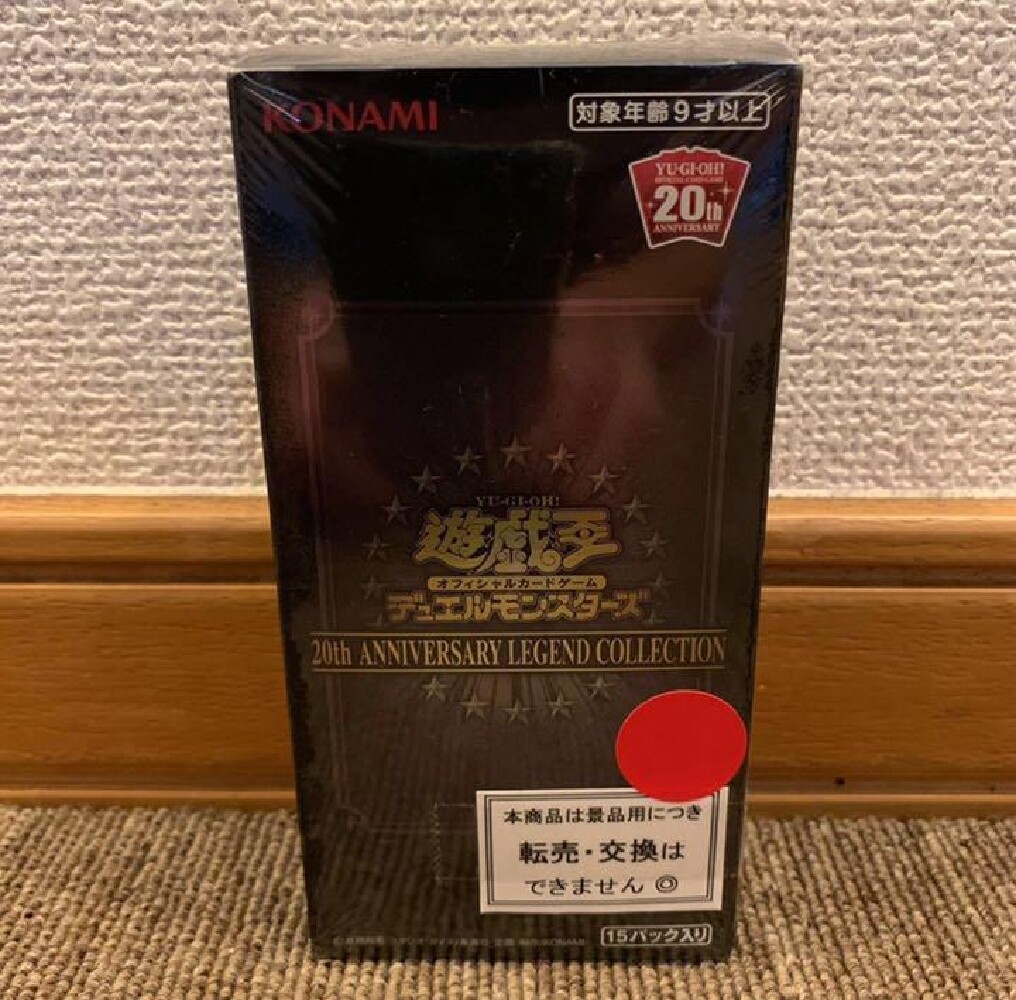 KONAMI
対象年齢9才以上
YU-GI-OH!
OFFICIAL CARD GAME
20th
ANNIVERSARY
YU-GI-OH!
遊戯王
オフィシャルカードゲーム
デュエルモンスターズ
20th ANNIVERSARY LEGEND COLLECTION
本商品は景品用につき
転売・交換は
できません ◎
15パック入り